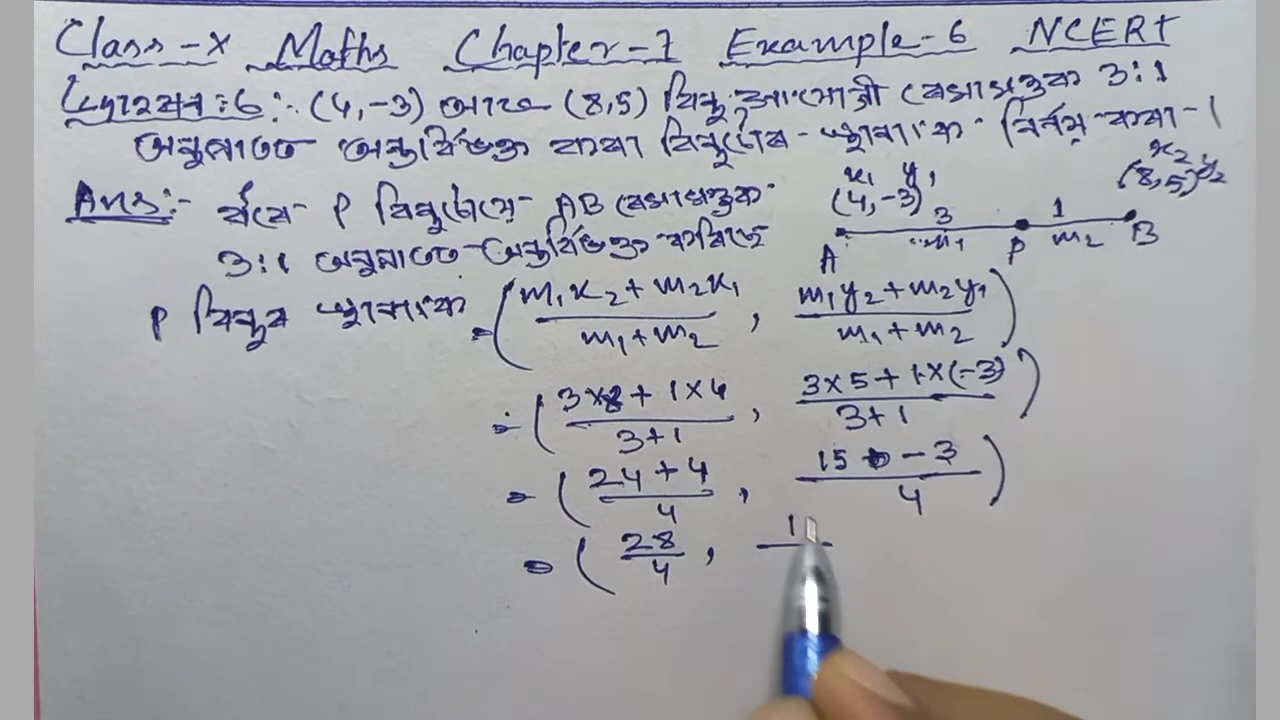 Class-X Maths Chapter-7 Example-6 NCERT
উদাহৰণ:6:- (4,-3) আৰু (8,5) বিন্দু সংযোগী ৰেখাখণ্ডক 3:1
অনুপাতত অন্তৰ্বিভক্ত কৰা বিন্দুটোৰ স্থানাংক নিৰ্ণয় কৰা।
Ans:- ধৰো P বিন্দুটোৱে AB ৰেখাখণ্ডক
3:1 অনুপাতত অন্তৰ্বিভক্ত কৰিছে
x₁ y₁ x₂ y₂
(4,-3) (8,5)
3 1
A m₁ P m₂ B
P বিন্দুৰ স্থানাংক = (m₁x₂+m₂x₁/m₁+m₂, m₁y₂+m₂y₁/m₁+m₂)
= (3×8+1×4/3+1, 3×5+1×(-3)/3+1)
= (24+4/4, 15-3/4)
= (28/4, 1